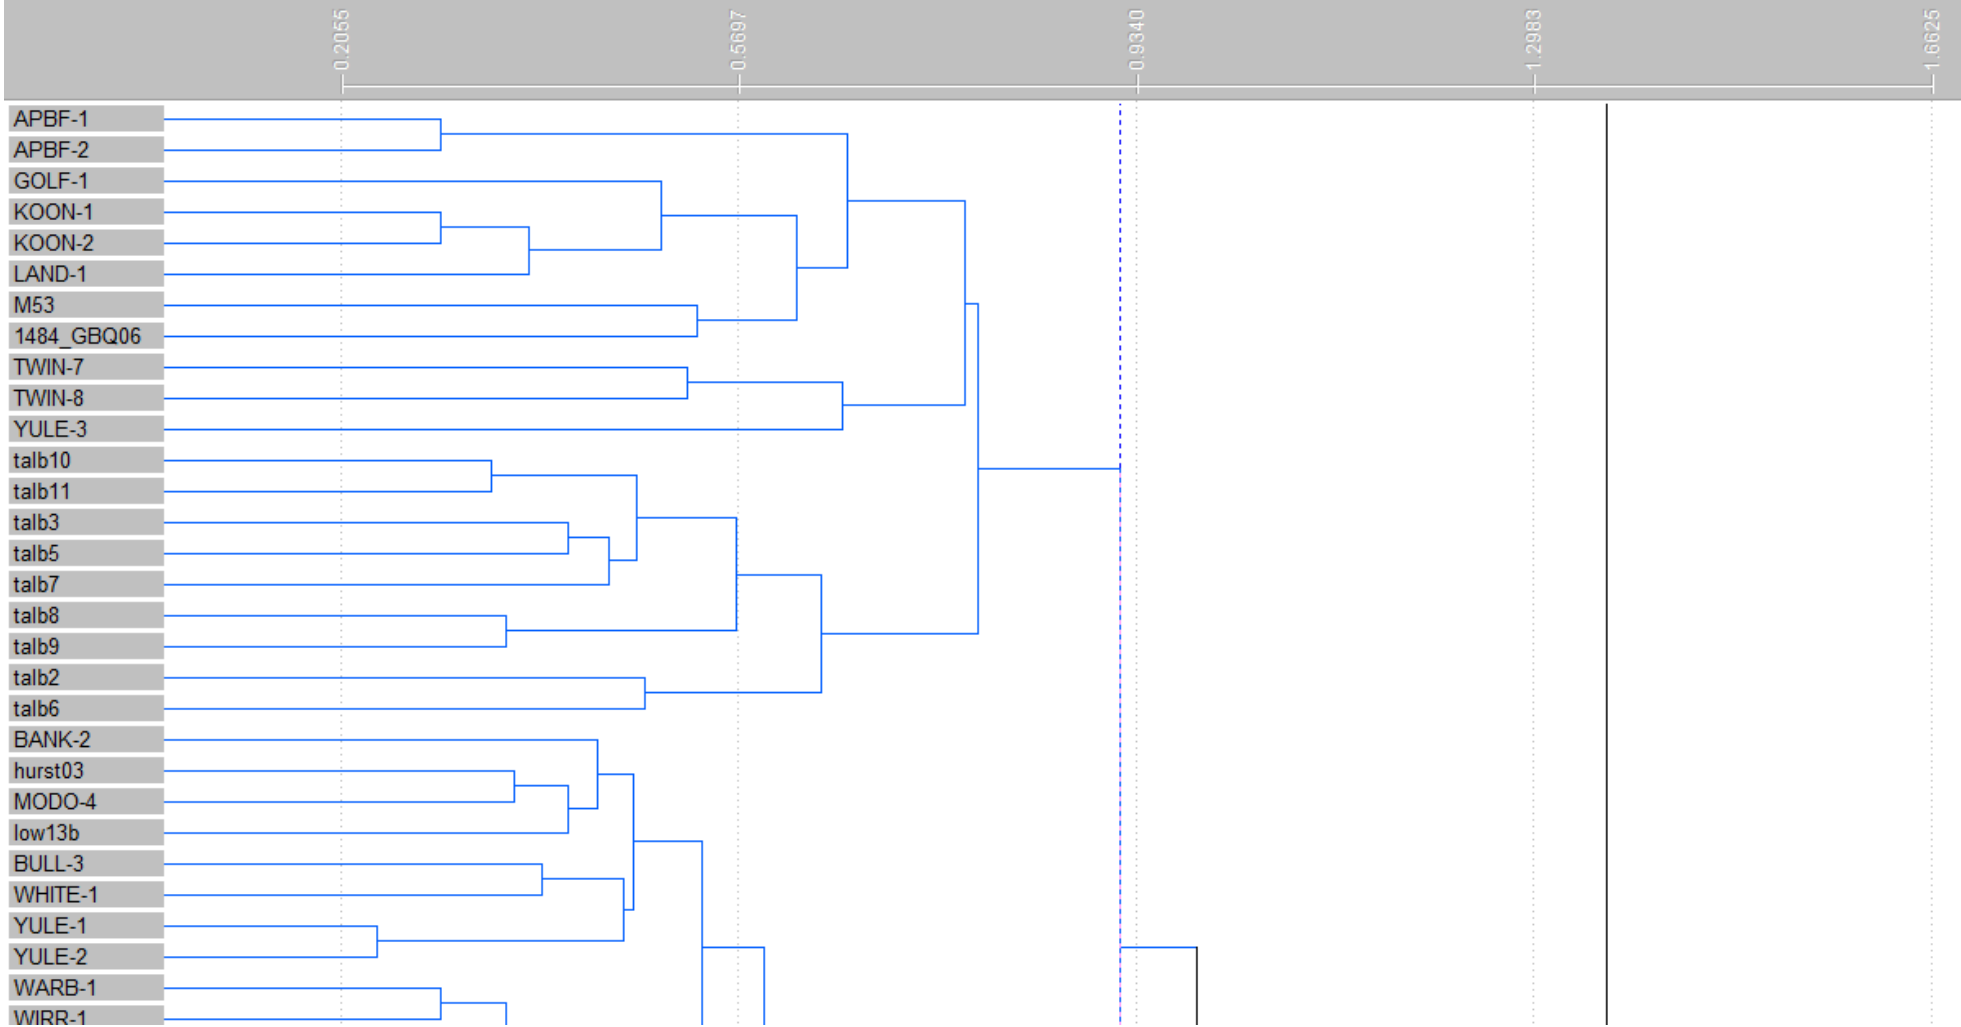 0.2055
0.5697
0.9340
1.2983
1.6625
APBF-1
APBF-2
GOLF-1
KOON-1
KOON-2
LAND-1
M53
1484_GBQ06
TWIN-7
TWIN-8
YULE-3
talb10
talb11
talb3
talb5
talb7
talb8
talb9
talb2
talb6
BANK-2
hurst03
MODO-4
low13b
BULL-3
WHITE-1
YULE-1
YULE-2
WARB-1
WIRR-1